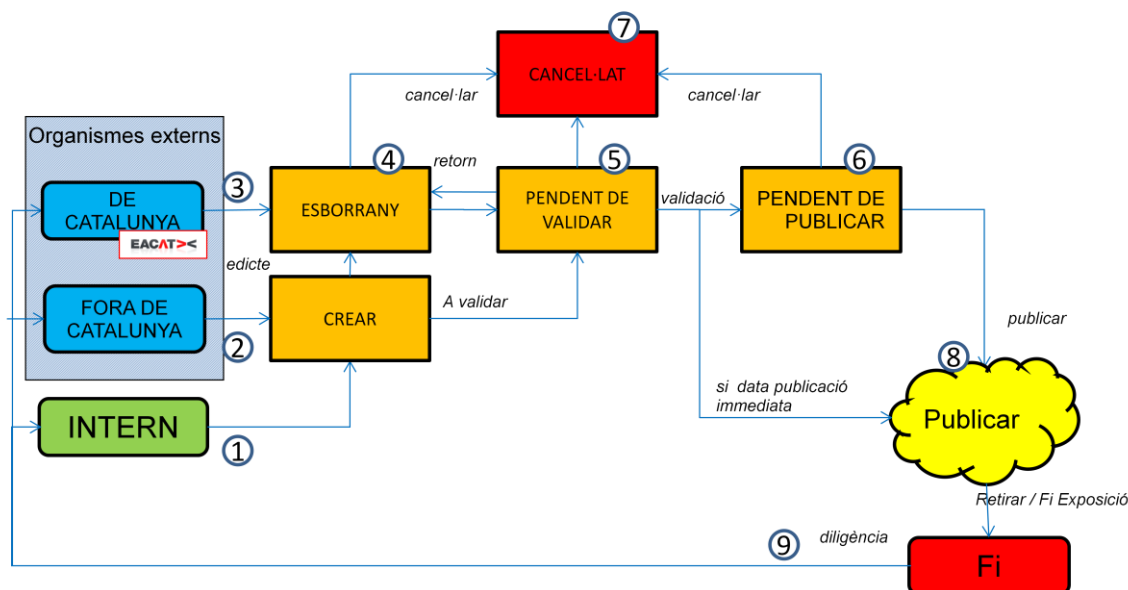 7
CANCEL·LAT
cancel·lar
cancel·lar
Organismes externs
3
DE
CATALUNYA
EACAT
4
ESBORRANY
retorn
5
PENDENT DE
VALIDAR
validació
6
PENDENT DE
PUBLICAR
edicte
FORA DE
CATALUNYA
2
CREAR
A validar
publicar
8
si data publicació
immediata
Publicar
INTERN
1
Retirar / Fi Exposició
9
diligència
Fi